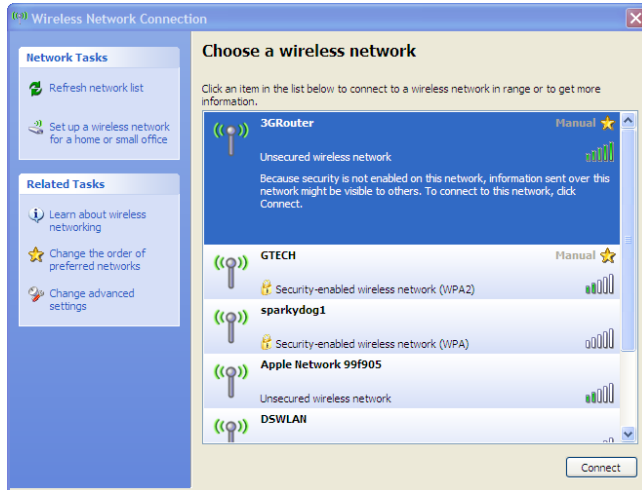 Wireless Network Connection
Network Tasks
Refresh network list
Set up a wireless network
for a home or small office
Related Tasks
Learn about wireless
networking
Change the order of
preferred networks
Change advanced
settings
Choose a wireless network
Click an item in the list below to connect to a wireless network in range or to get more
information.
3GRouter Manual
Unsecured wireless network
Because security is not enabled on this network, information sent over this
network might be visible to others. To connect to this network, click
Connect.
GTECH Manual
Security-enabled wireless network (WPA2)
sparkydog1
Security-enabled wireless network (WPA)
Apple Network 99f905
Unsecured wireless network
DSWLAN
Connect